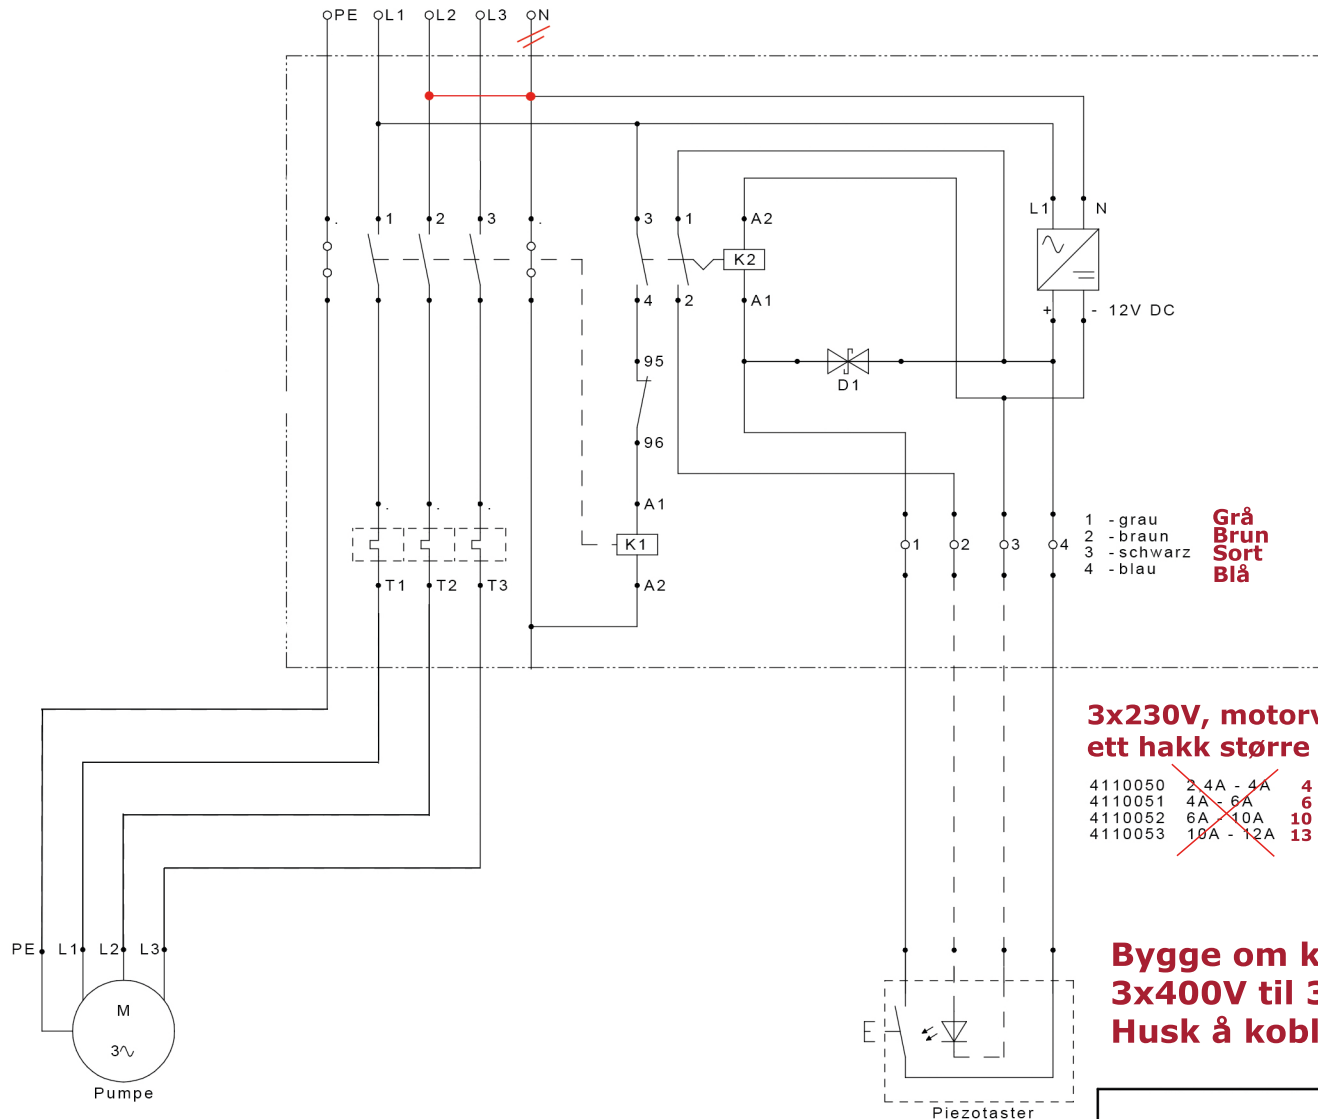 PE L1 L2 L3 N
1 2 3 3 1 A2 L1 N
K2
4 2 A1 + - 12V DC
95
D1
96
A1
1 - grau Grå
2 - braun Brun
3 - schwarz Sort
4 - blau Blå
K1 1 2 3 4
T1 T2 T3 A2
3x230V, motorv
ett hakk større
4110050 2,4A - 4A 4
4110051 4A - 6A 6
4110052 6A - 10A 10
4110053 10A - 12A 13
PE L1 L2 L3
Bygge om k
3x400V til 3
Husk å kobl
M
3
Pumpe
Piezotaster